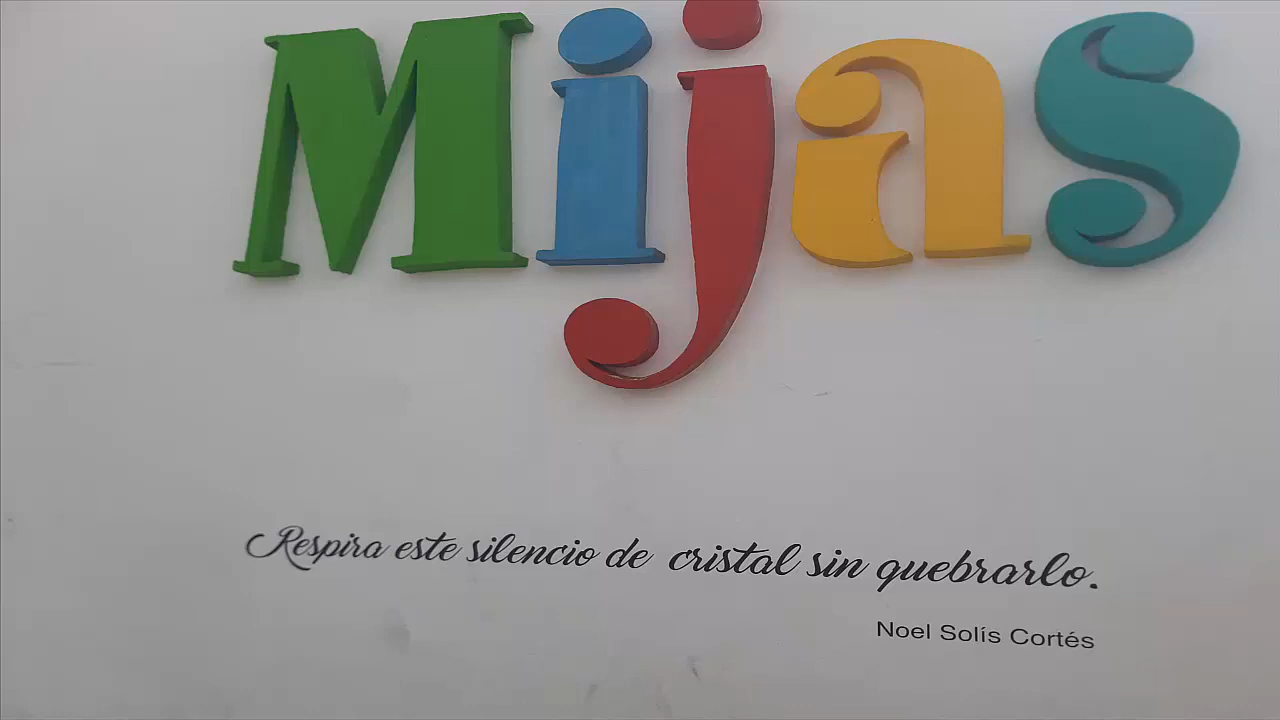 Mijas
Respira este silencio de cristal sin quebrarlo.
Noel Solís Cortés